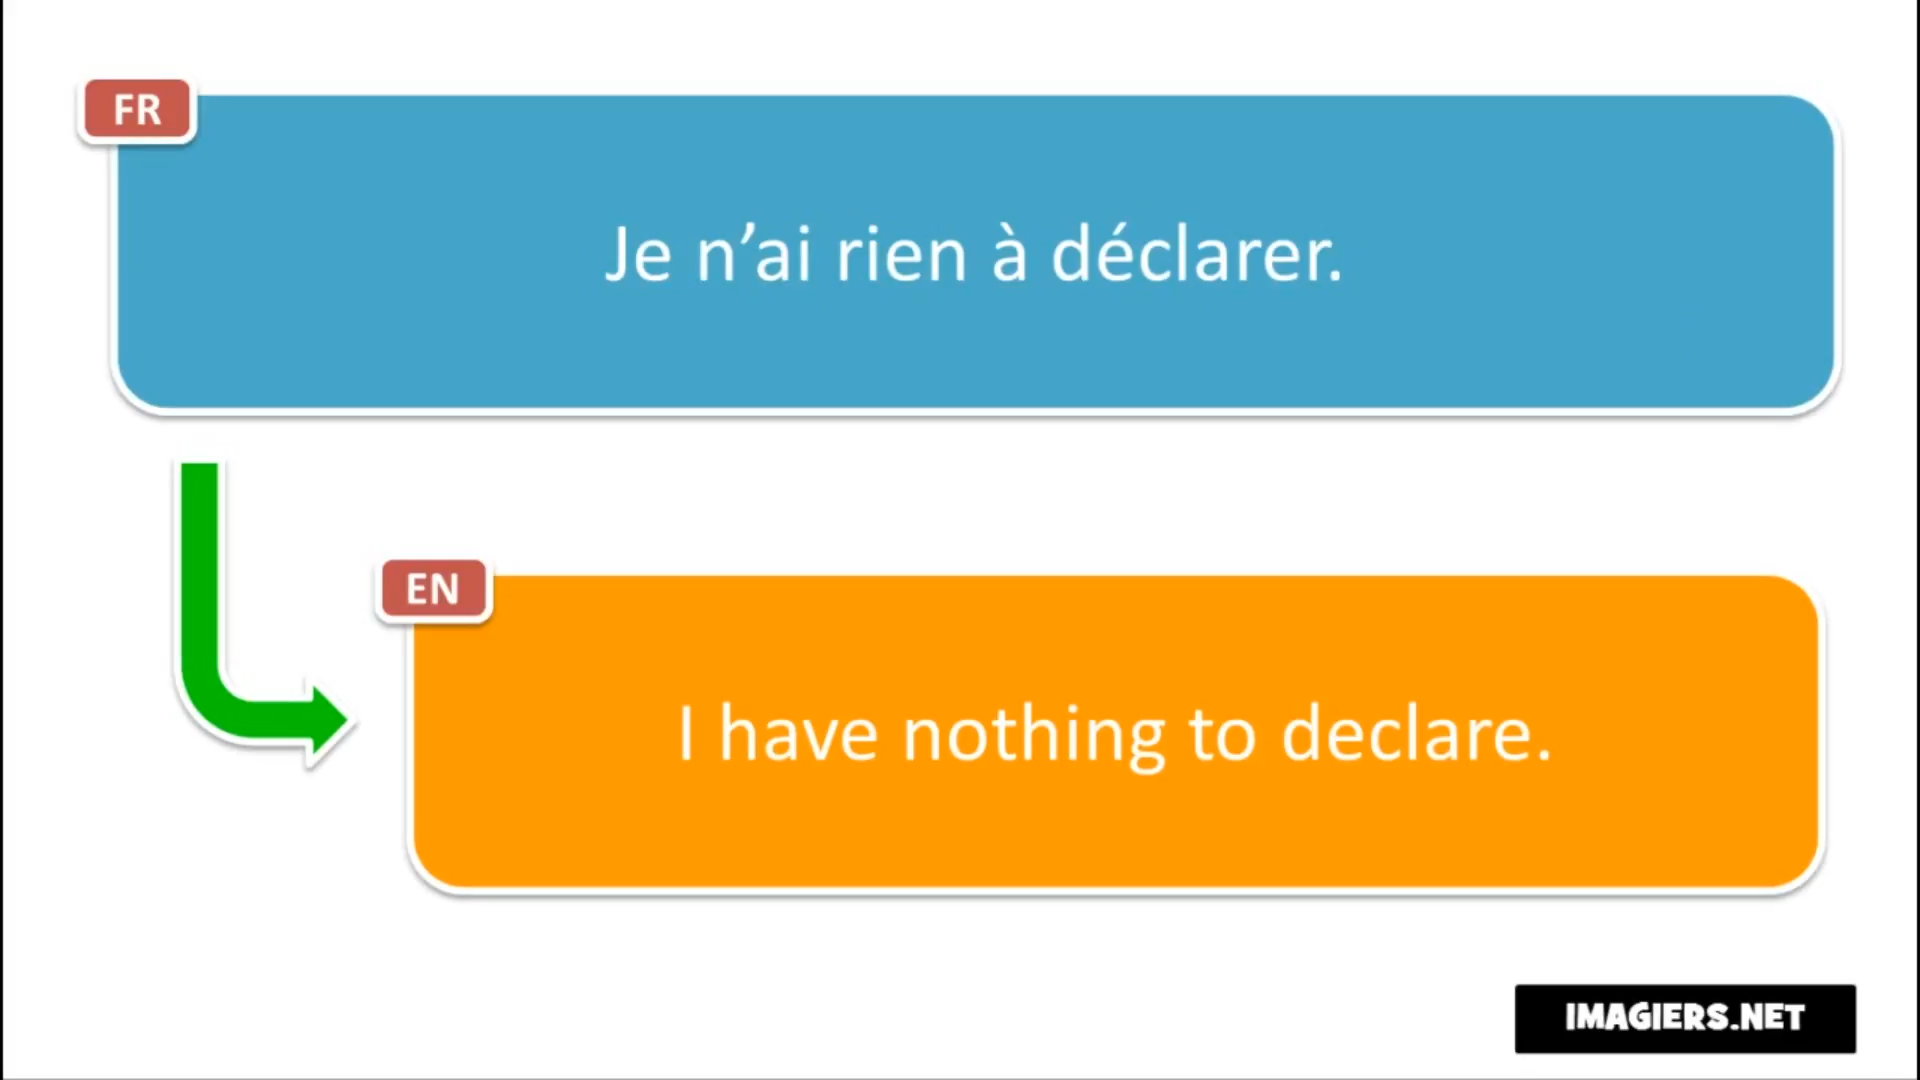 FR
Je n’ai rien à déclarer.
EN
I have nothing to declare.
IMAGIERS.NET